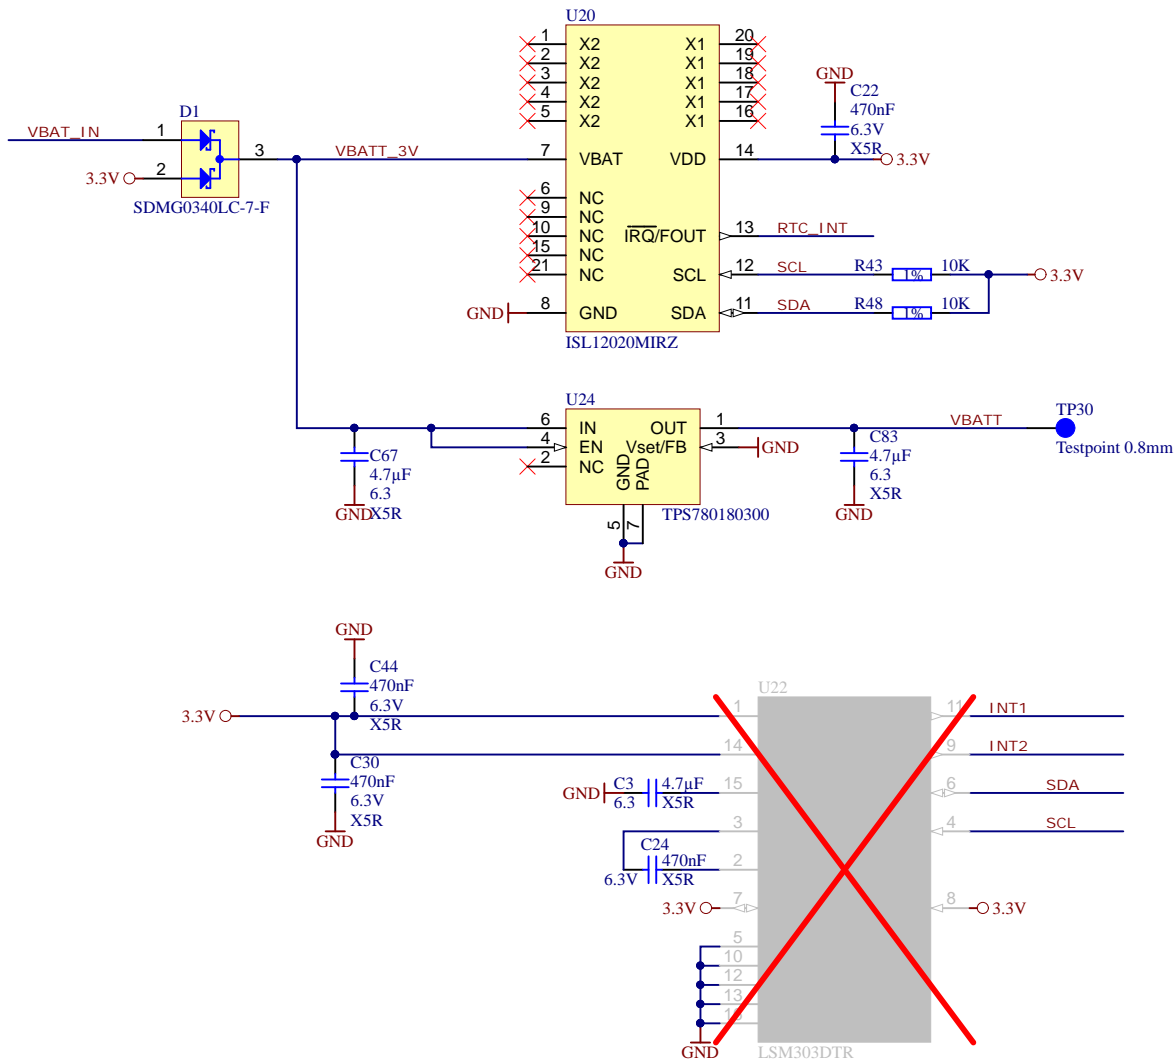 U20
1 X2 X1 20
2 X2 X1 19
3 X2 X1 18
4 X2 X1 17
5 X2 X1 16
GND
C22
470nF
6.3V
X5R
D1
VBAT_IN 1
3 VBATT_3V 7 VBAT VDD 14 3.3V
3.3V 2
SDMG0340LC-7-F
6 NC
9 NC
10 NC IRQ/FOUT 13 RTC_INT
15 NC
21 NC SCL 12 SCL R43 1% 10K 3.3V
GND 8 GND SDA 11 SDA R48 1% 10K
ISL12020MIRZ
U24
6 IN OUT 1 VBATT TP30
Testpoint 0.8mm
4 EN Vset/FB 3 GND
2 NC
GND
PAD
5
7
TPS780180300
GND
C67
4.7µF
6.3
X5R
GND
C83
4.7µF
6.3
X5R
GND
GND
C44
470nF
6.3V
X5R
3.3V
C30
470nF
6.3V
X5R
GND
U22
1 11 INT1
14 9 INT2
GND C3 4.7µF 15 6 SDA
6.3 X5R
3 4 SCL
C24 470nF 2
6.3V X5R
3.3V 7 8 3.3V
5
10
12
13
GND
LSM303DTR